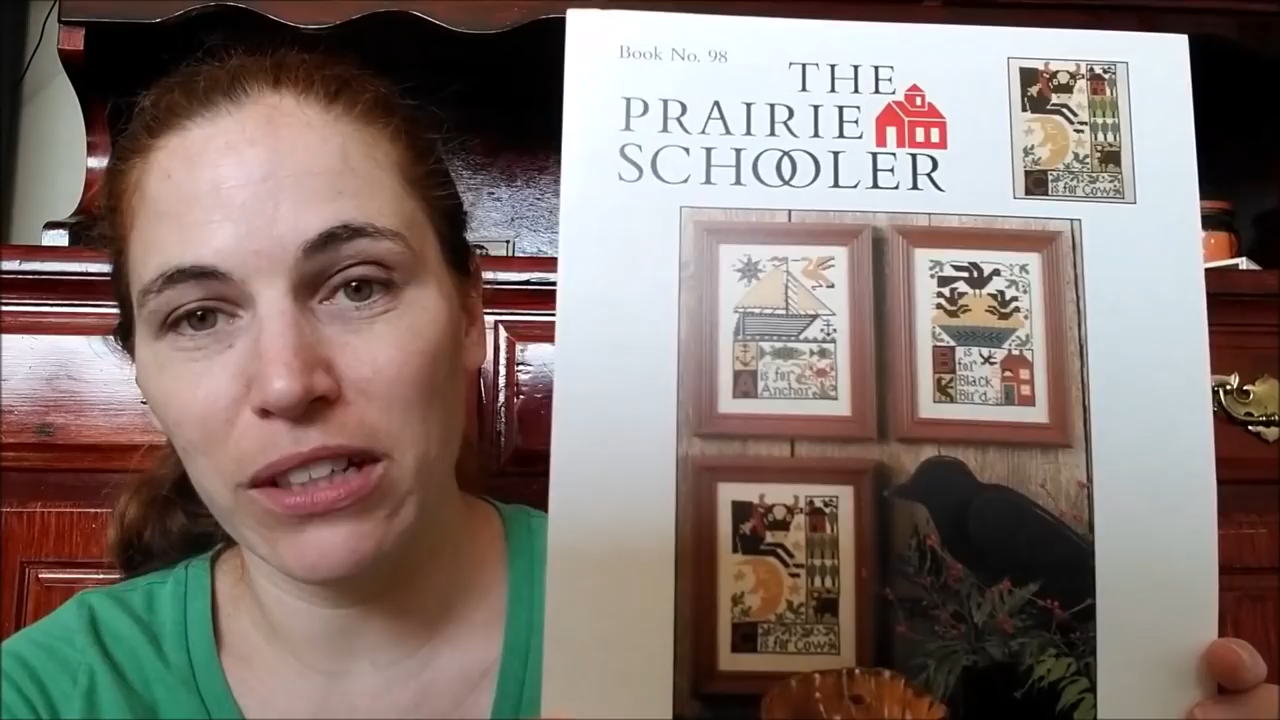 Book No. 98
THE
PRAIRIE
SCHOOLER
C is for Cow
A is for
Anchor
B is
for
Black
Bird
C is for Cow